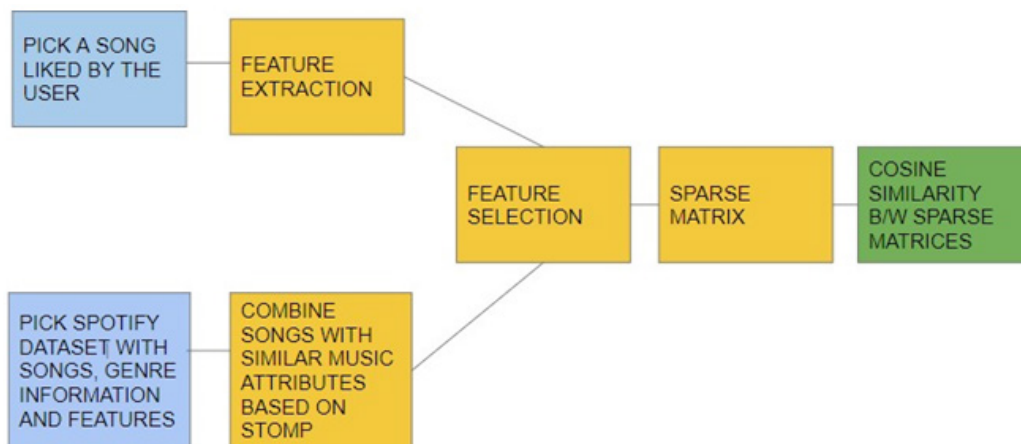 PICK A SONG
LIKED BY THE
USER
FEATURE
EXTRACTION
FEATURE
SELECTION
SPARSE
MATRIX
COSINE
SIMILARITY
B/W SPARSE
MATRICES
PICK SPOTIFY
DATASET WITH
SONGS, GENRE
INFORMATION
AND FEATURES
COMBINE
SONGS WITH
SIMILAR MUSIC
ATTRIBUTES
BASED ON
STOMP